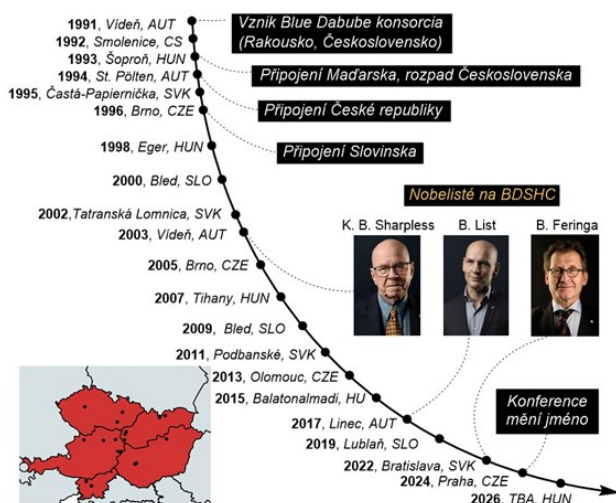 1991, Vídeň, AUT
Vznik Blue Dabube konsorcia
(Rakousko, Československo)
1992, Smolenice, CS
1993, Šoproň, HUN
Připojení Maďarska, rozpad Československa
1994, St. Pölten, AUT
1995, Častá-Papiernička, SVK
Připojení České republiky
1996, Brno, CZE
1998, Eger, HUN
Připojení Slovinska
2000, Bled, SLO
Nobelisté na BDSHC
2002,Tatranská Lomnica, SVK
K. B. Sharpless
B. List
B. Feringa
2003, Vídeň, AUT
2005, Brno, CZE
2007, Tihany, HUN
2009, Bled, SLO
2011, Podbanské, SVK
2013, Olomouc, CZE
2015, Balatonalmadi, HU
Konference
mění jméno
2017, Linec, AUT
2019, Lublaň, SLO
2022, Bratislava, SVK
2024, Praha, CZE
2026, TBA, HUN